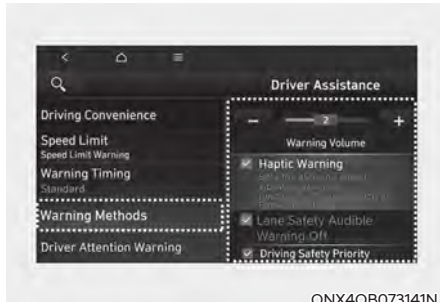 Driver Assistance
Driving Convenience
Speed Limit
Speed Limit Warning
Warning Timing
Standard
Warning Methods
Driver Attention Warning
− 2 +
Warning Volume
Haptic Warning
Lane Safety Audible
Warning Off
Driving Safety Priority
ONX4OB073141N